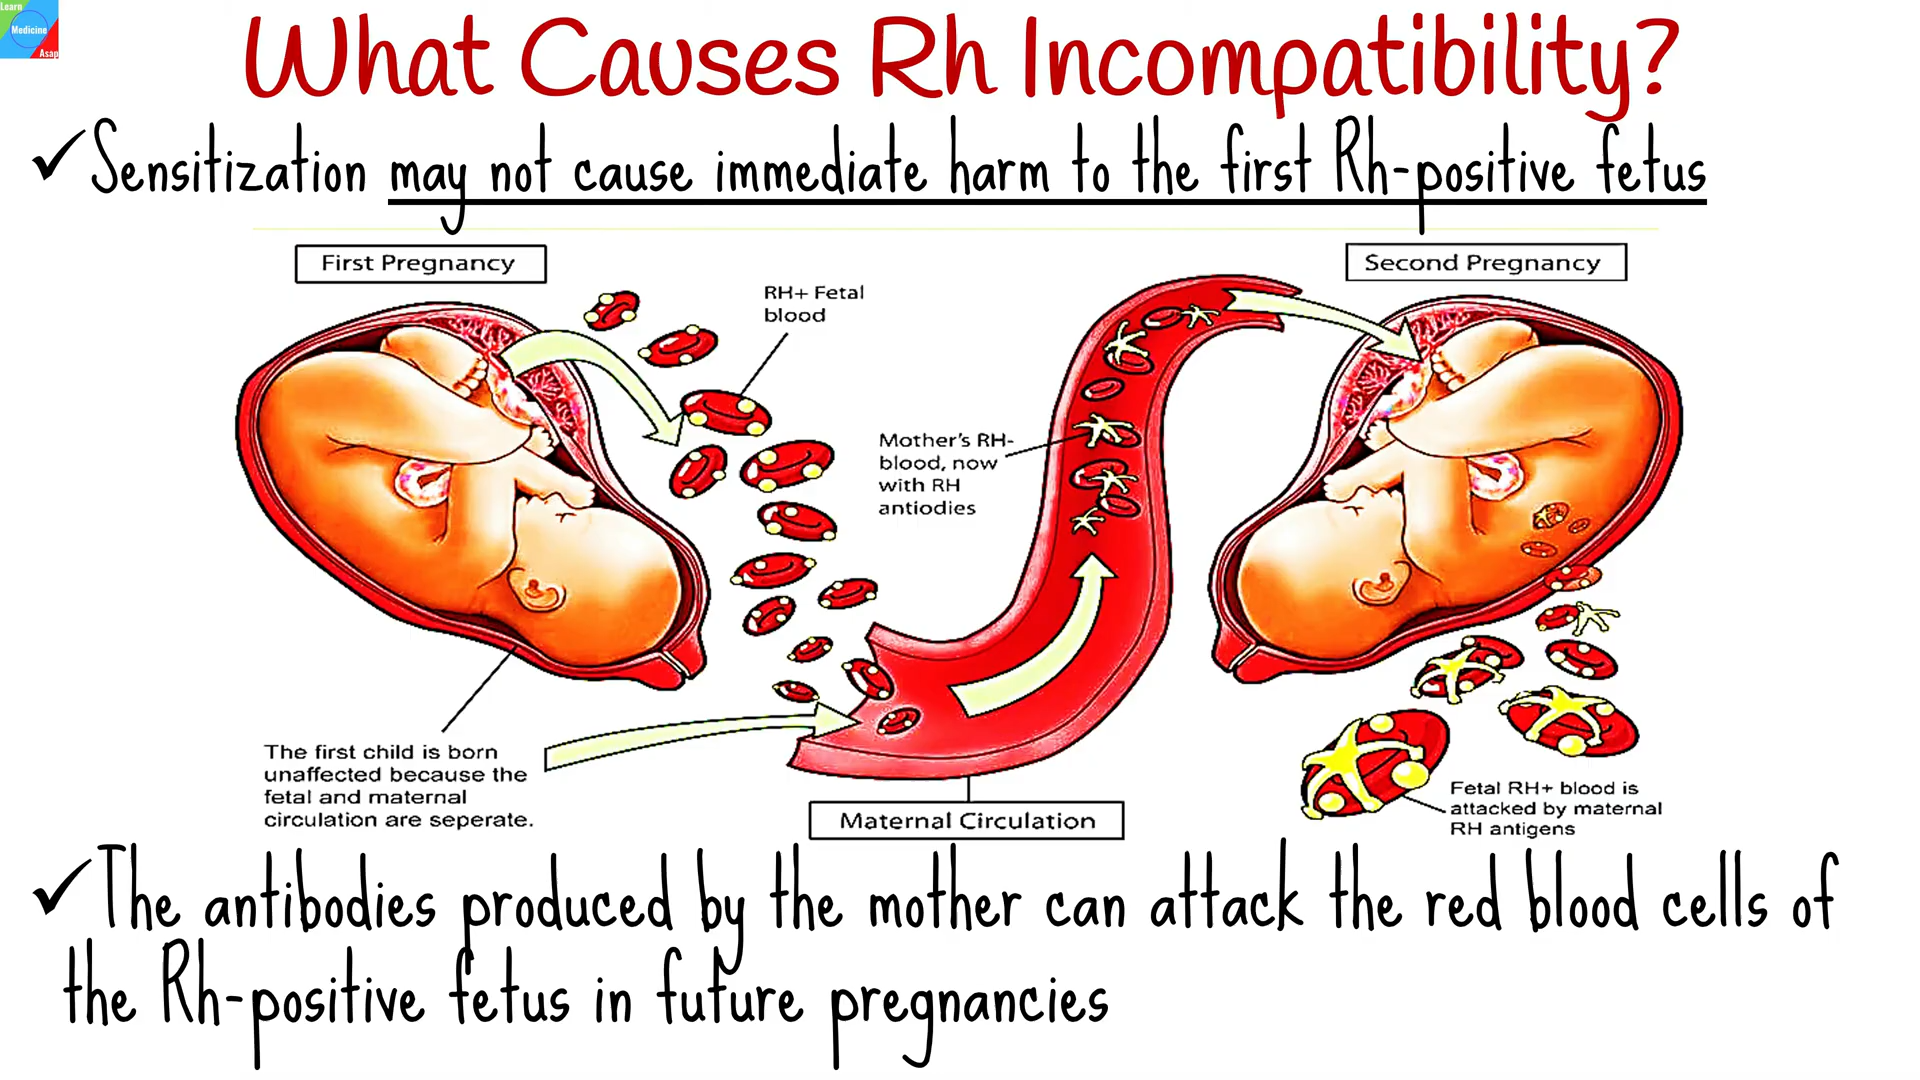 Learn
Medicine
Asap
What Causes Rh Incompatibility?
✓Sensitization may not cause immediate harm to the first Rh-positive fetus
First Pregnancy
Second Pregnancy
RH+ Fetal
blood
Mother's RH-
blood, now
with RH
antiodies
The first child is born
unaffected because the
fetal and maternal
circulation are seperate.
Maternal Circulation
Fetal RH+ blood is
attacked by maternal
RH antigens
✓The antibodies produced by the mother can attack the red blood cells of
the Rh-positive fetus in future pregnancies